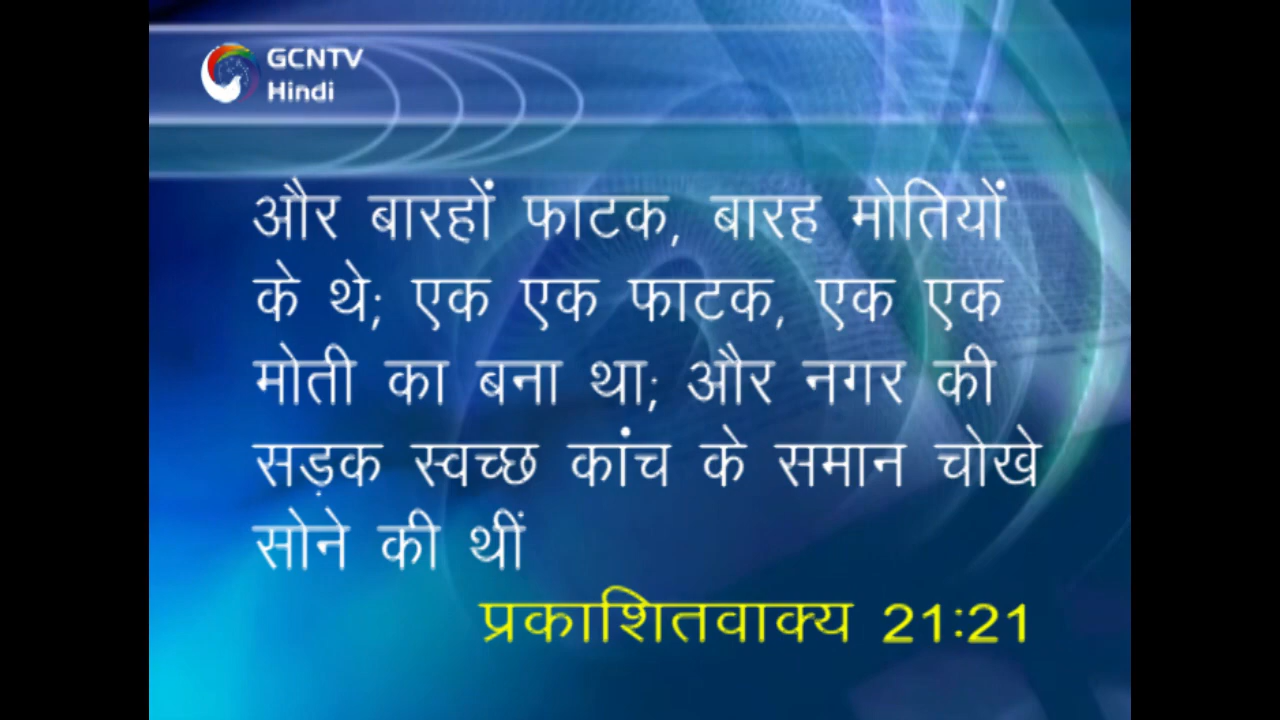 GCNTV
Hindi
और बारहों फाटक, बारह मोतियों
के थे; एक एक फाटक, एक एक
मोती का बना था; और नगर की
सड़क स्वच्छ कांच के समान चोखे
सोने की थीं
प्रकाशितवाक्य 21:21